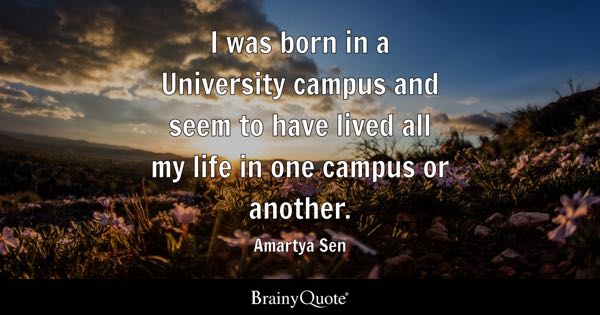 I was born in a
University campus and
seem to have lived all
my life in one campus or
another.
Amartya Sen
BrainyQuote®